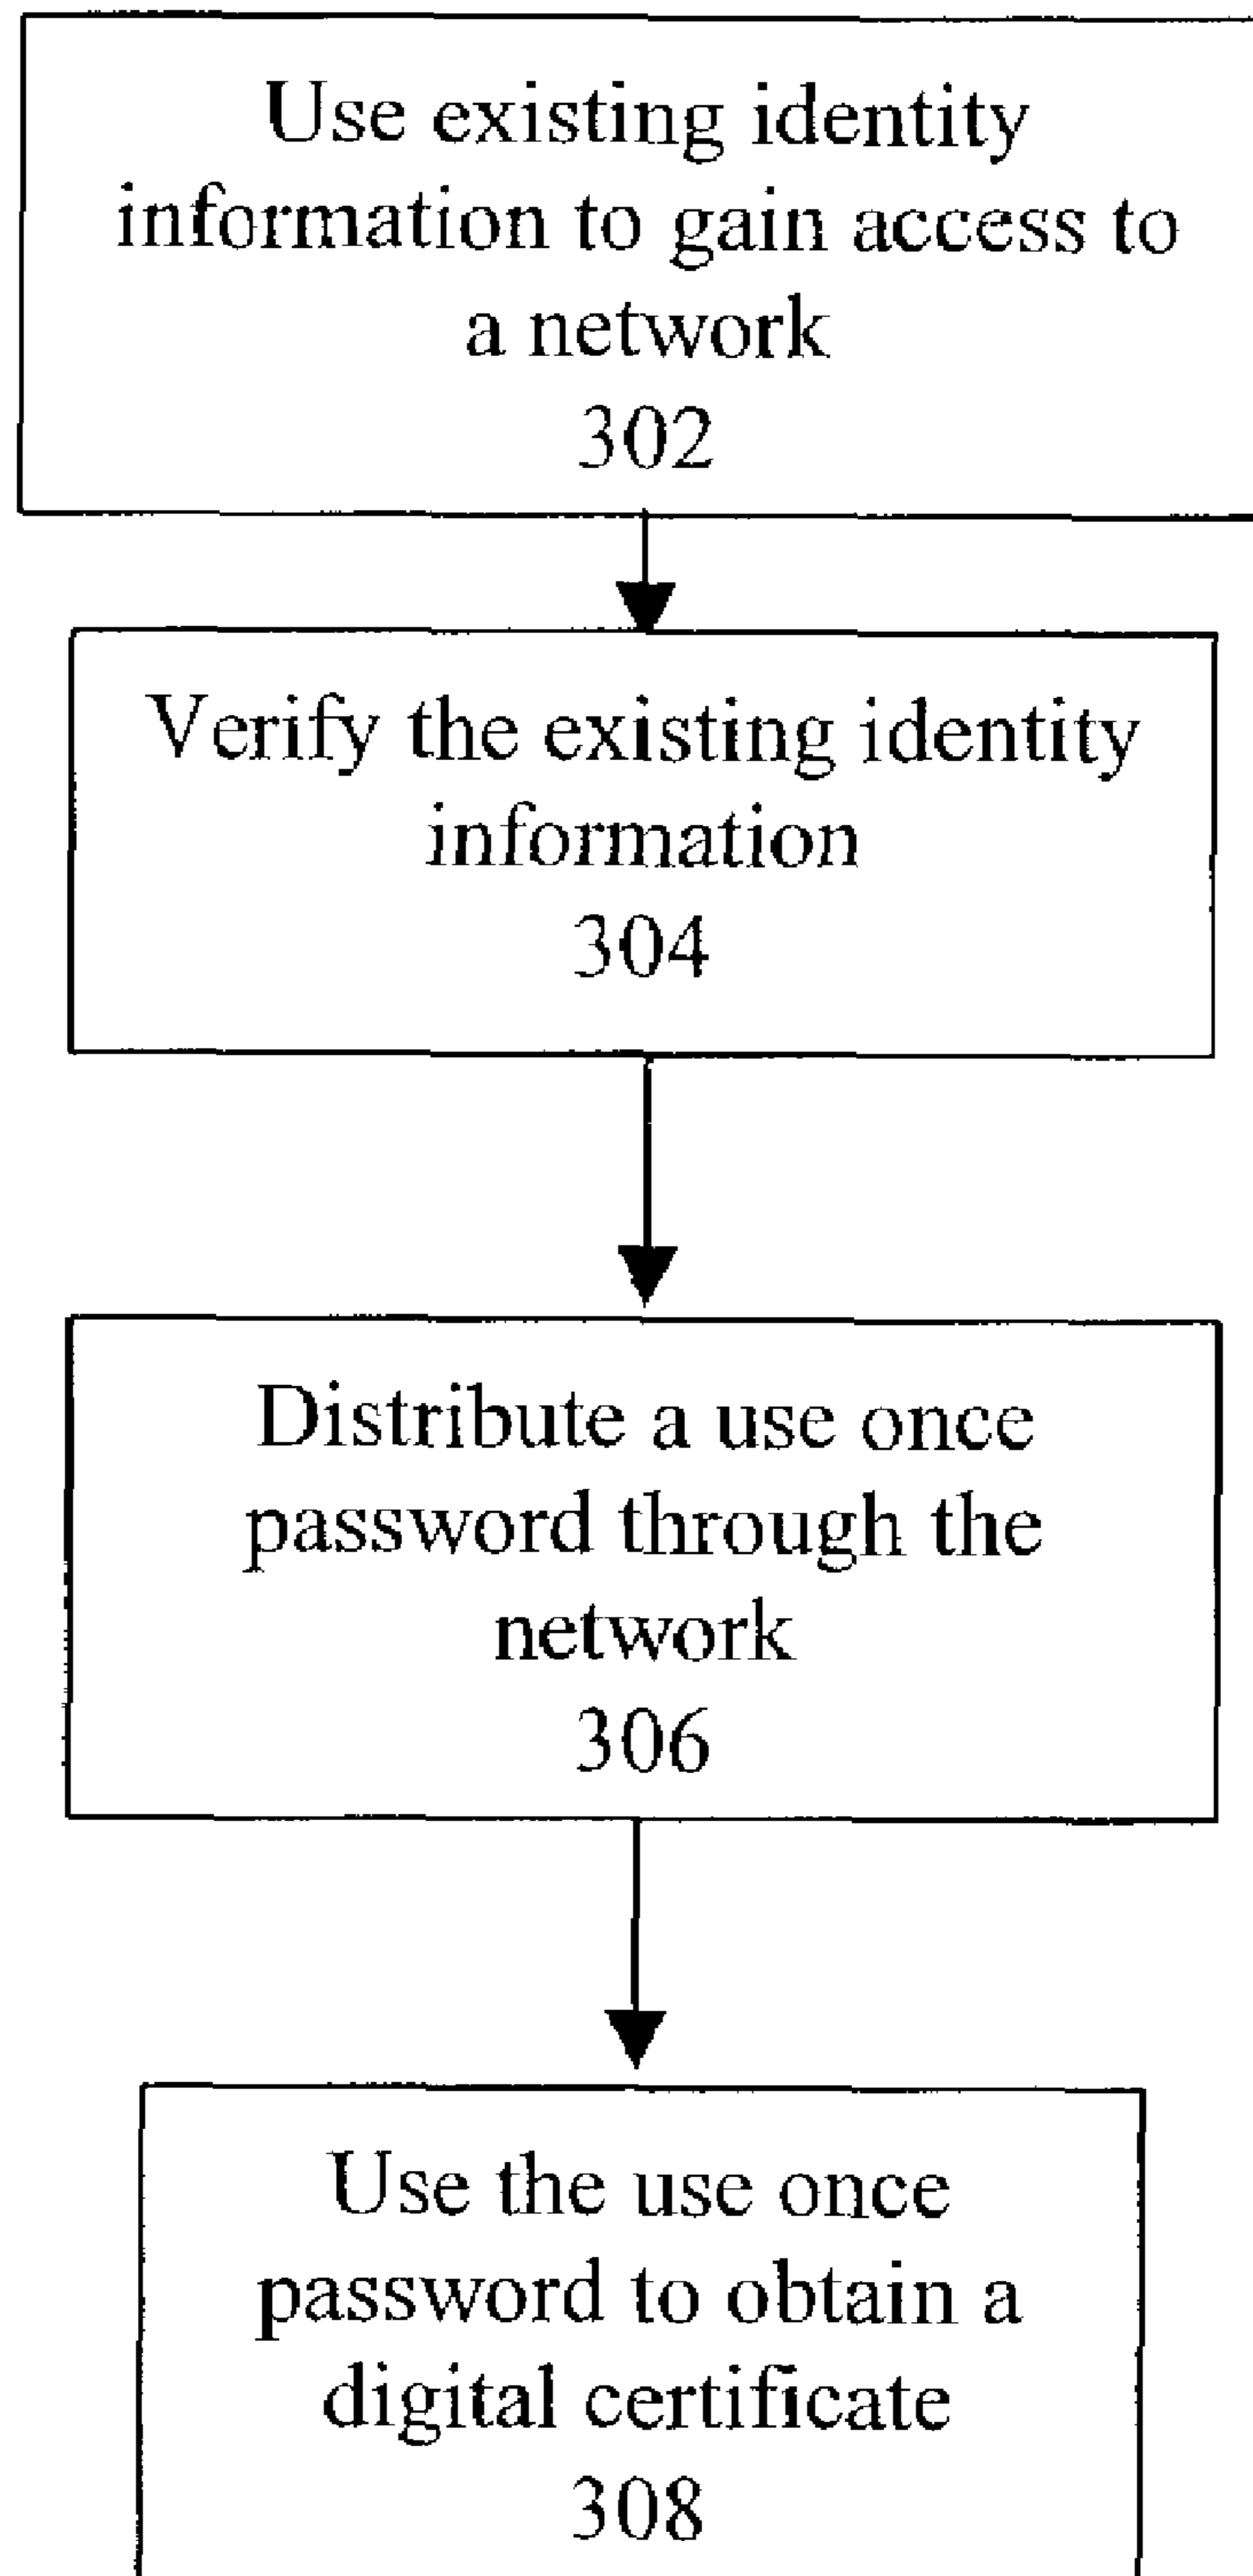 Use existing identity
information to gain access to
a network
302
Verify the existing identity
information
304
Distribute a use once
password through the
network
306
Use the use once
password to obtain a
digital certificate
308